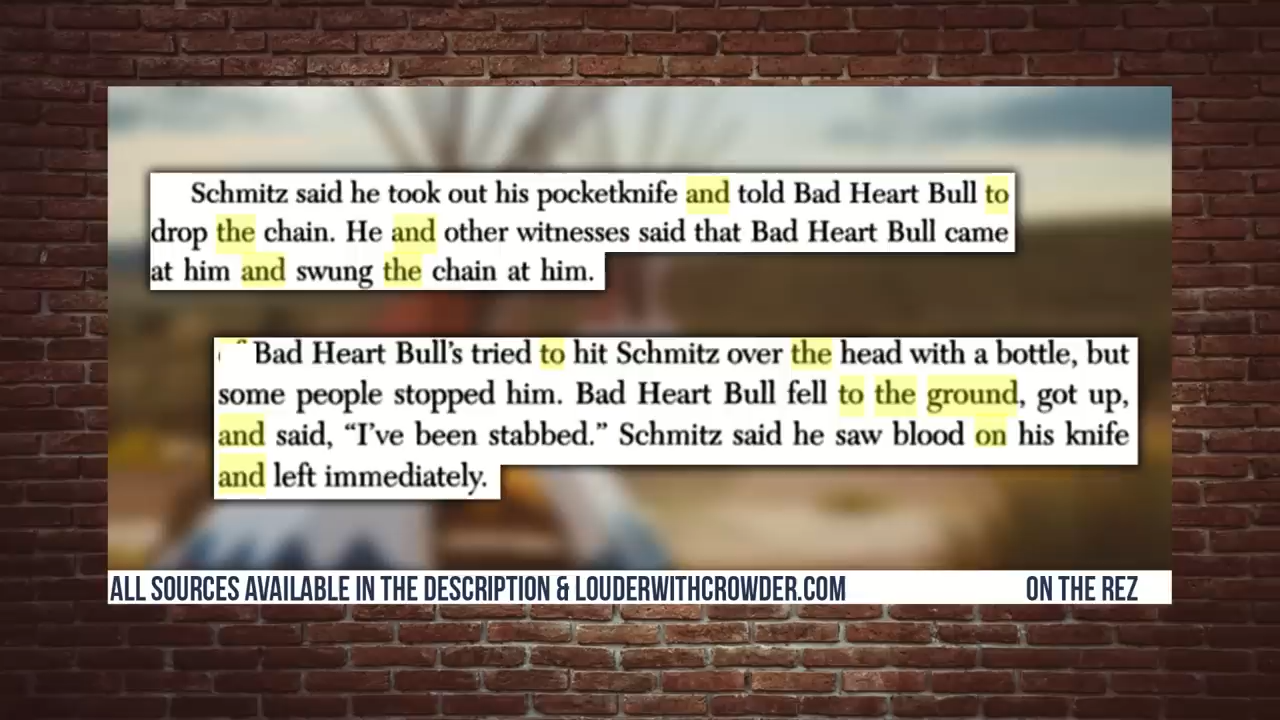 Schmitz said he took out his pocketknife and told Bad Heart Bull to
drop the chain. He and other witnesses said that Bad Heart Bull came
at him and swung the chain at him.
Bad Heart Bull's tried to hit Schmitz over the head with a bottle, but
some people stopped him. Bad Heart Bull fell to the ground, got up,
and said, “I've been stabbed.” Schmitz said he saw blood on his knife
and left immediately.
ALL SOURCES AVAILABLE IN THE DESCRIPTION & LOUDERWITHCROWDER.COM
ON THE REZ